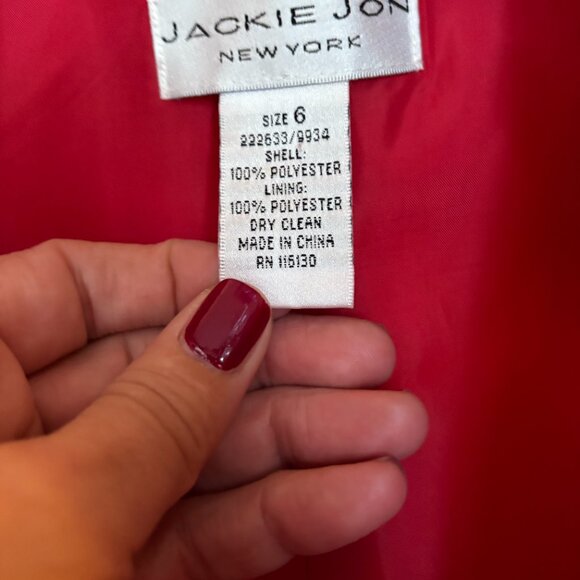 JACKIE JON
NEW YORK
SIZE 6
222633/9934
SHELL:
100% POLYESTER
LINING:
100% POLYESTER
DRY CLEAN
MADE IN CHINA
RN 116130